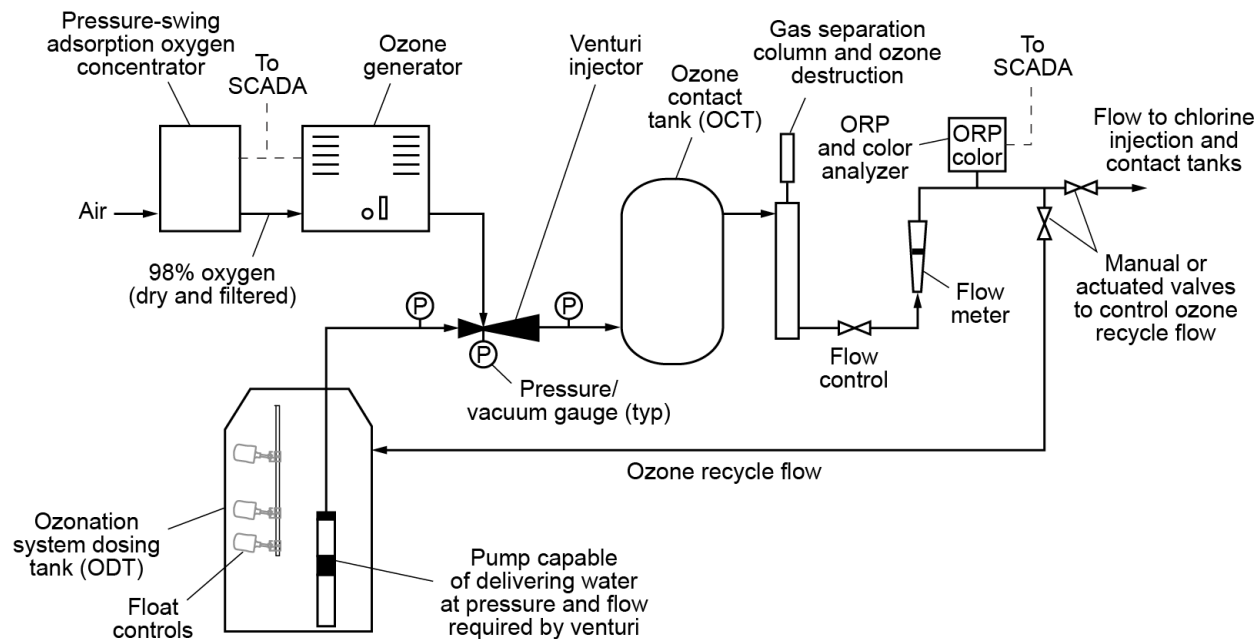 Pressure-swing
adsorption oxygen
concentrator
To
SCADA
Ozone
generator
Venturi
injector
Ozone
contact
tank (OCT)
Gas separation
column and ozone
destruction
ORP
and color
analyzer
ORP
color
To
SCADA
Flow to chlorine
injection and
contact tanks
Air
98% oxygen
(dry and filtered)
P
P
P
Pressure/
vacuum gauge (typ)
Flow
control
Flow
meter
Manual or
actuated valves
to control ozone
recycle flow
Ozone recycle flow
Ozonation
system dosing
tank (ODT)
Float
controls
Pump capable
of delivering water
at pressure and flow
required by venturi